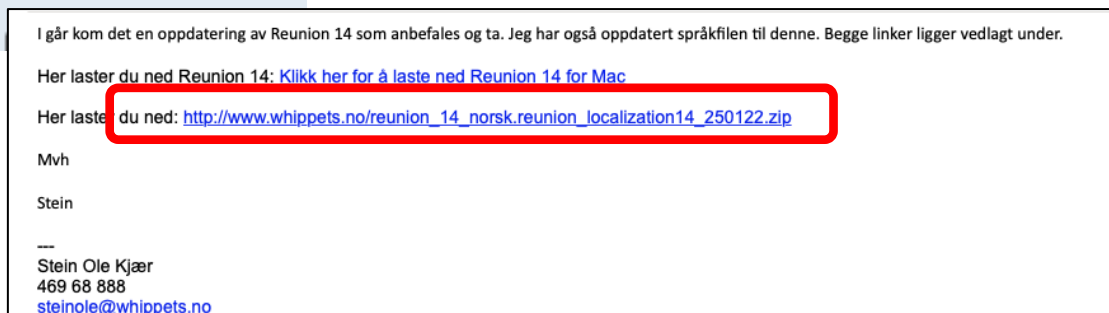 I går kom det en oppdatering av Reunion 14 som anbefales og ta. Jeg har også oppdatert språkfilen til denne. Begge linker ligger vedlagt under.
Her laster du ned Reunion 14: Klikk her for å laste ned Reunion 14 for Mac
Her laster du ned: http://www.whippets.no/reunion_14_norsk.reunion_localization14_250122.zip
Mvh
Stein
---
Stein Ole Kjær
469 68 888
steinole@whippets.no